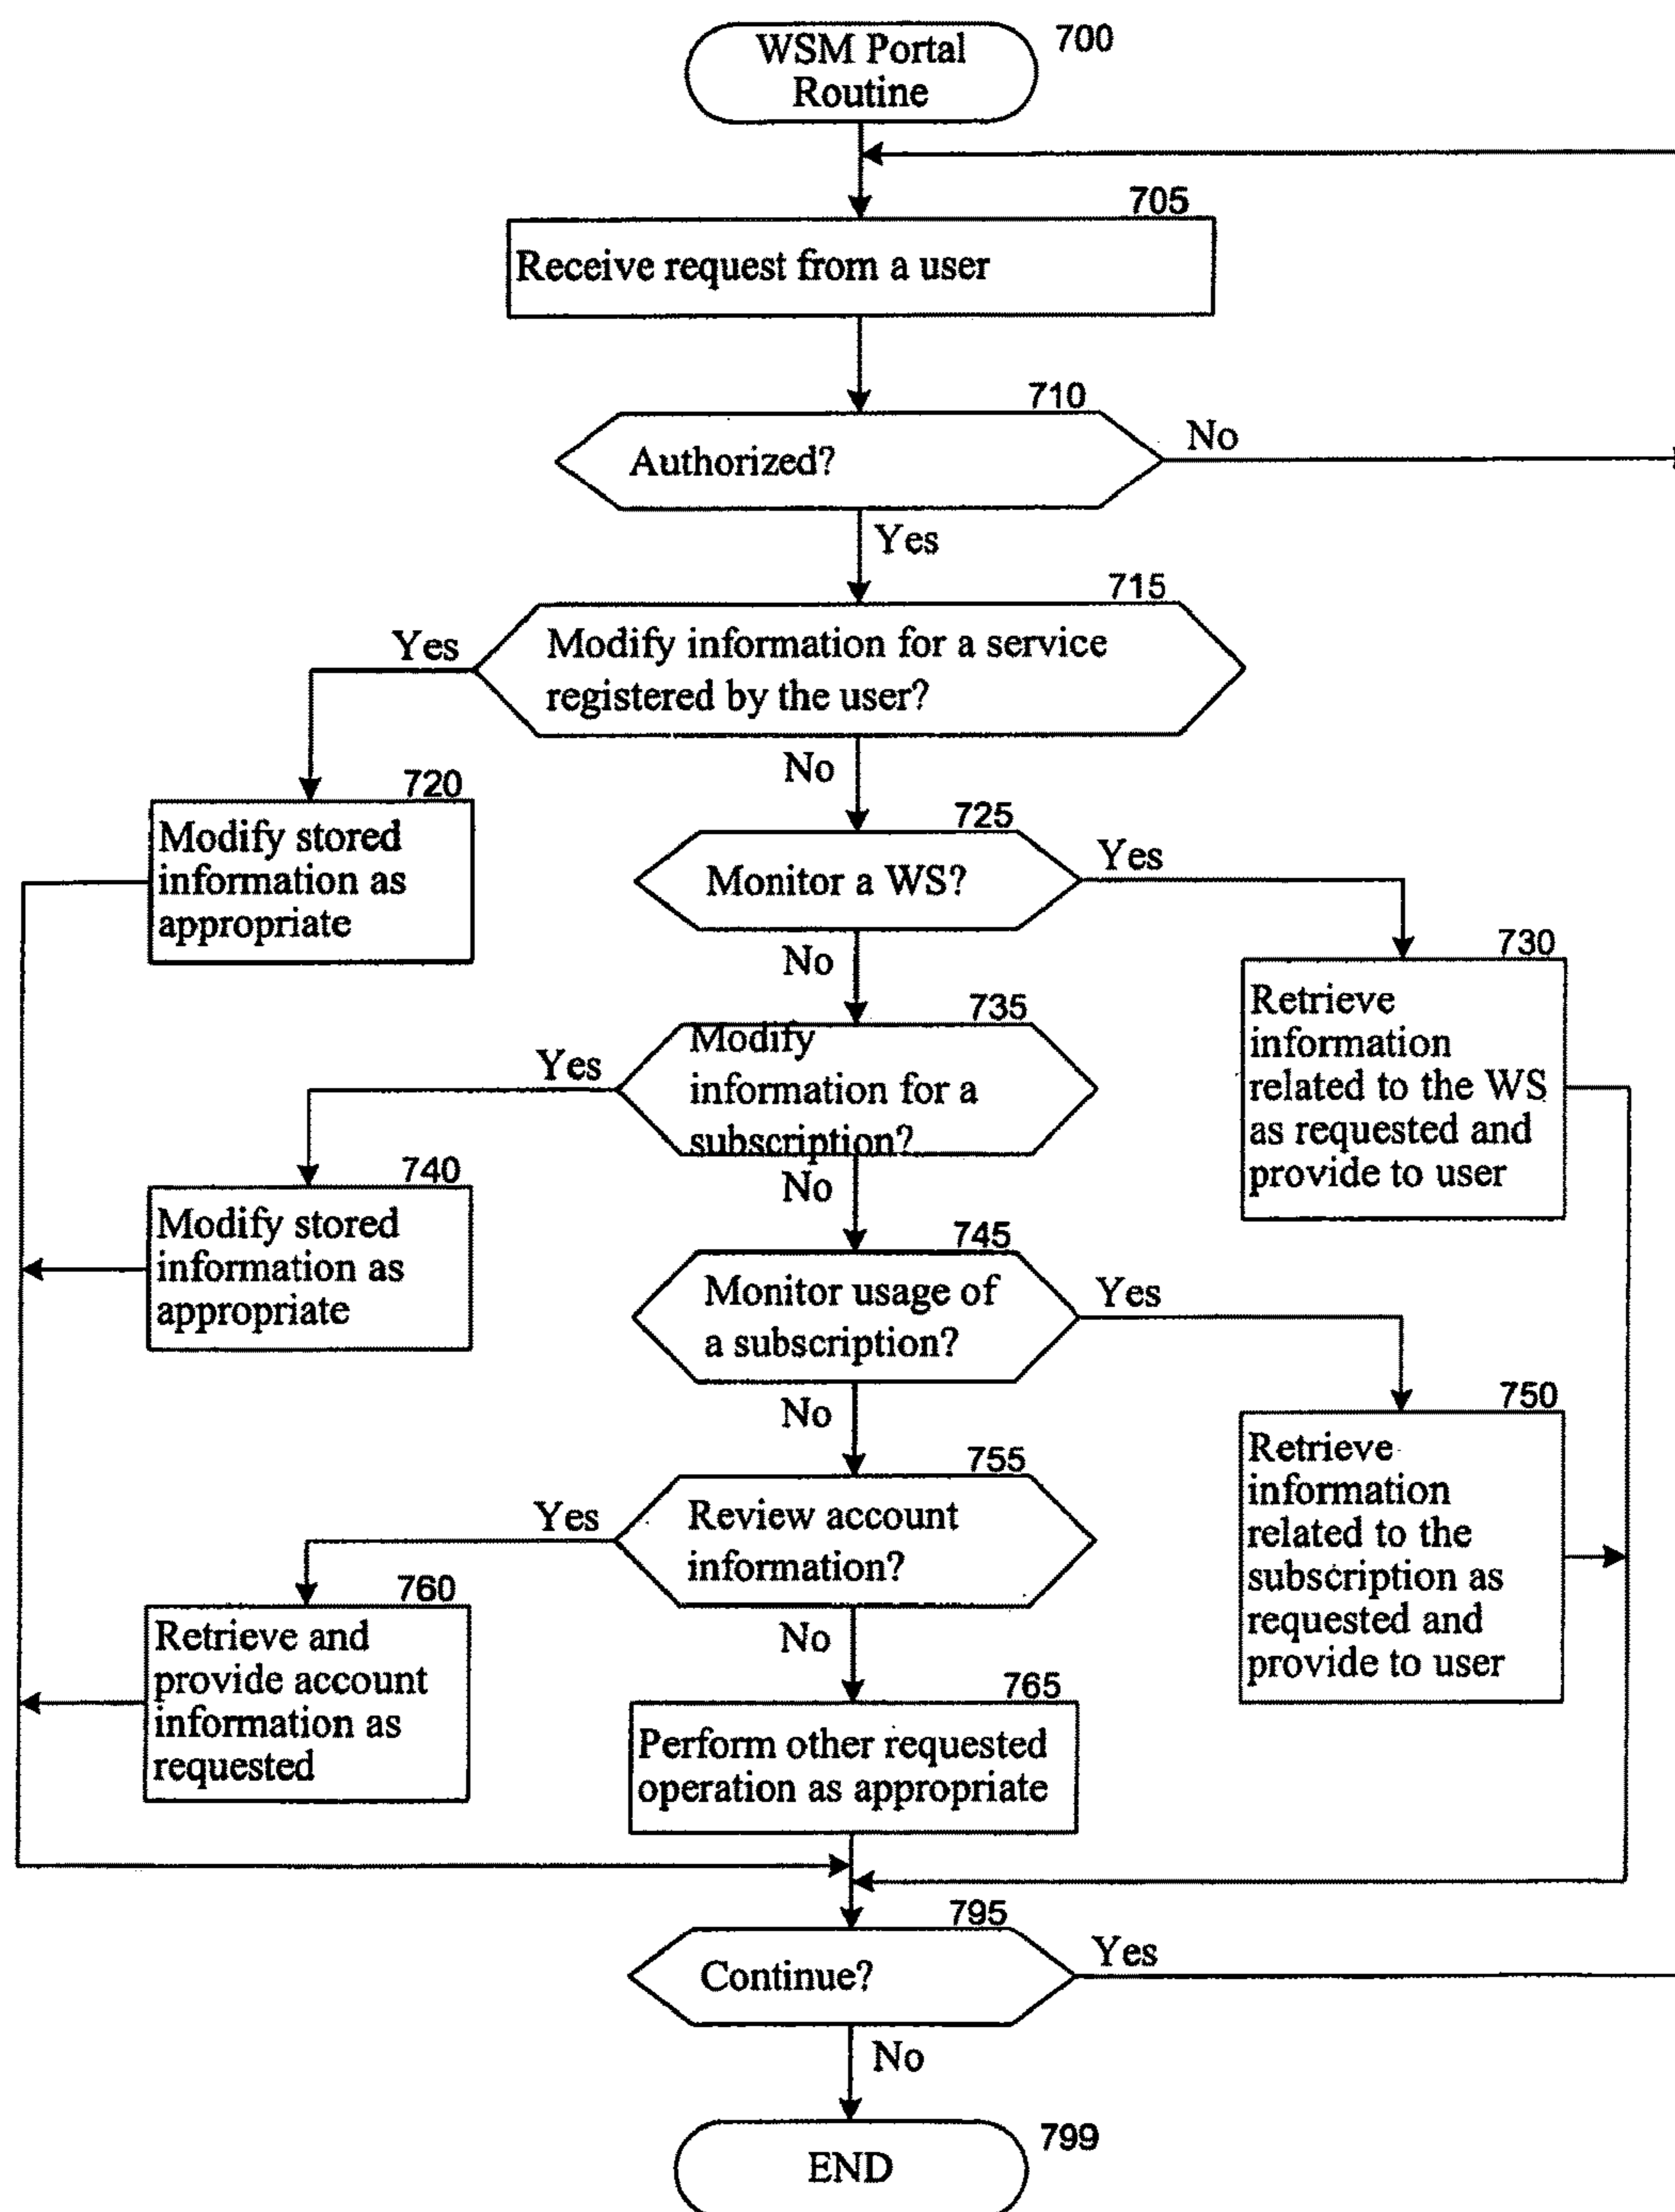 WSM Portal
Routine
700
705
Receive request from a user
710
Authorized?
No
Yes
715
Yes
Modify information for a service
registered by the user?
No
720
Modify stored
information as
appropriate
725
Monitor a WS?
Yes
No
730
Retrieve
information
related to the WS
as requested and
provide to user
735
Yes
Modify
information for a
subscription?
No
740
Modify stored
information as
appropriate
745
Monitor usage of
a subscription?
Yes
No
750
Retrieve
information
related to the
subscription as
requested and
provide to user
755
Yes
Review account
information?
No
760
Retrieve and
provide account
information as
requested
765
Perform other requested
operation as appropriate
795
Continue?
Yes
No
END
799